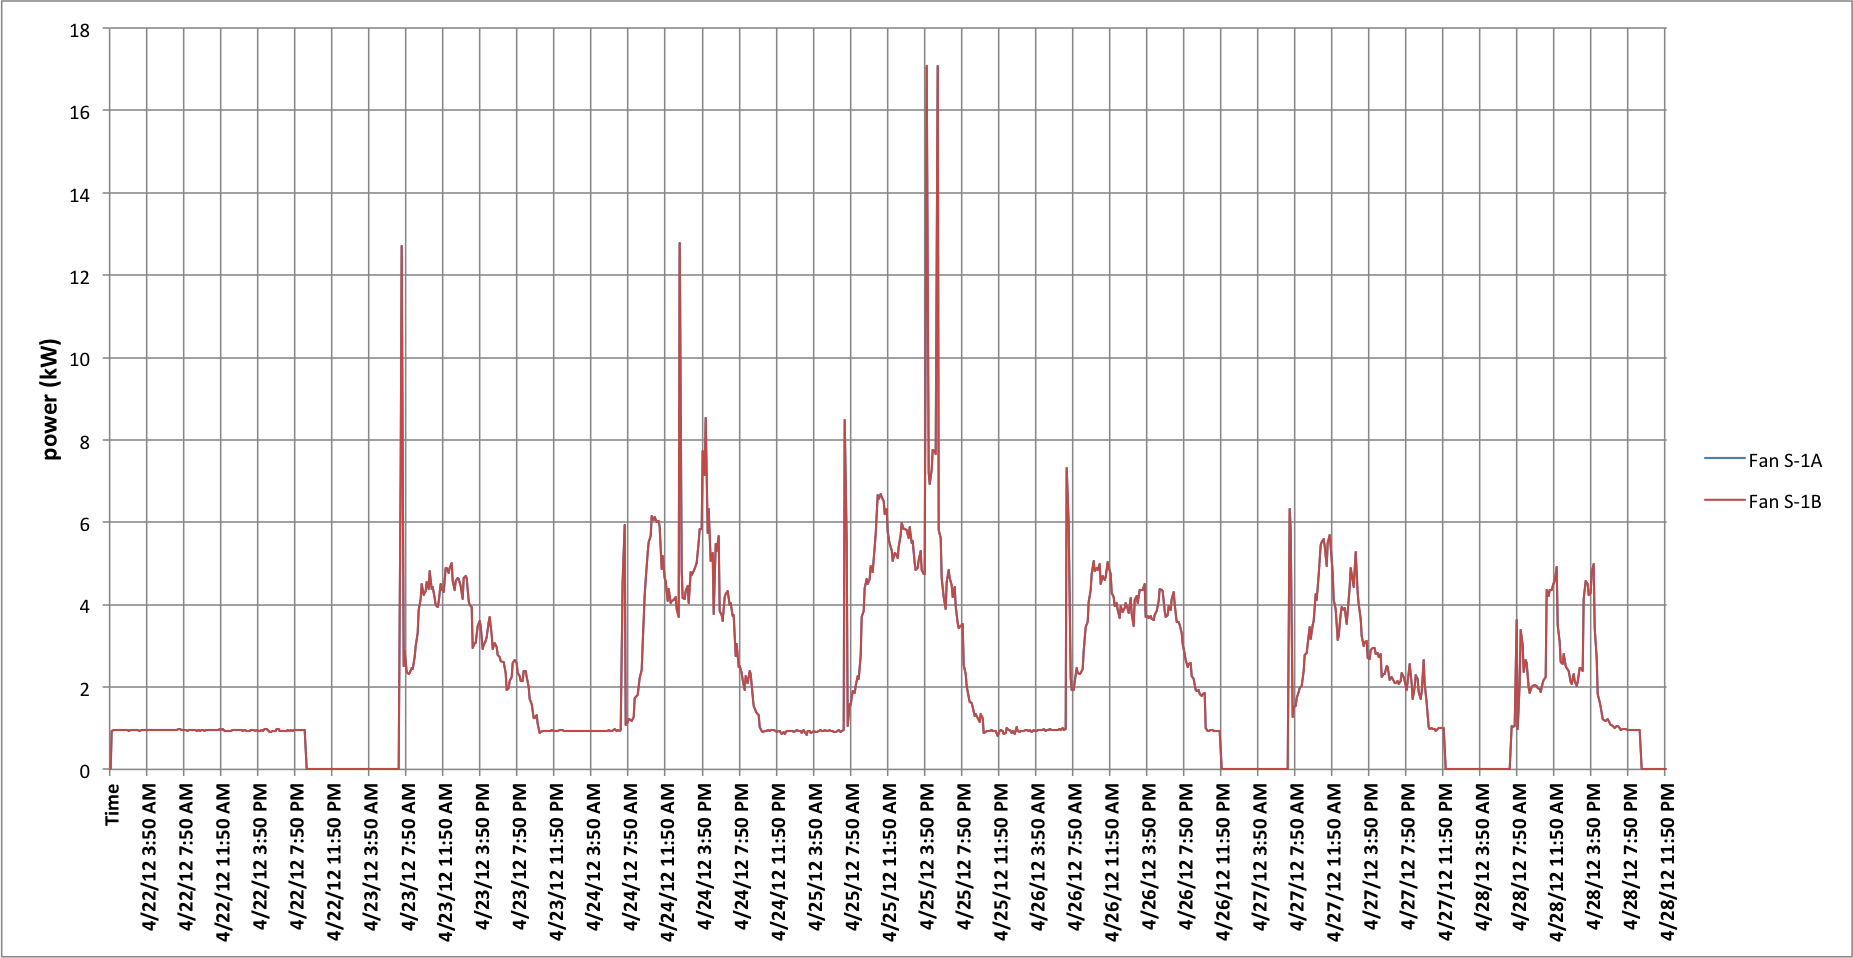 18
16
14
12
10
8
6
4
2
0
power (kW)
Time
4/22/12 3:50 AM
4/22/12 7:50 AM
4/22/12 11:50 AM
4/22/12 3:50 PM
4/22/12 7:50 PM
4/22/12 11:50 PM
4/23/12 3:50 AM
4/23/12 7:50 AM
4/23/12 11:50 AM
4/23/12 3:50 PM
4/23/12 7:50 PM
4/23/12 11:50 PM
4/24/12 3:50 AM
4/24/12 7:50 AM
4/24/12 11:50 AM
4/24/12 3:50 PM
4/24/12 7:50 PM
4/24/12 11:50 PM
4/25/12 3:50 AM
4/25/12 7:50 AM
4/25/12 11:50 AM
4/25/12 3:50 PM
4/25/12 7:50 PM
4/25/12 11:50 PM
4/26/12 3:50 AM
4/26/12 7:50 AM
4/26/12 11:50 AM
4/26/12 3:50 PM
4/26/12 7:50 PM
4/26/12 11:50 PM
4/27/12 3:50 AM
4/27/12 7:50 AM
4/27/12 11:50 AM
4/27/12 3:50 PM
4/27/12 7:50 PM
4/27/12 11:50 PM
4/28/12 3:50 AM
4/28/12 7:50 AM
4/28/12 11:50 AM
4/28/12 3:50 PM
4/28/12 7:50 PM
4/28/12 11:50 PM
Fan S-1A
Fan S-1B